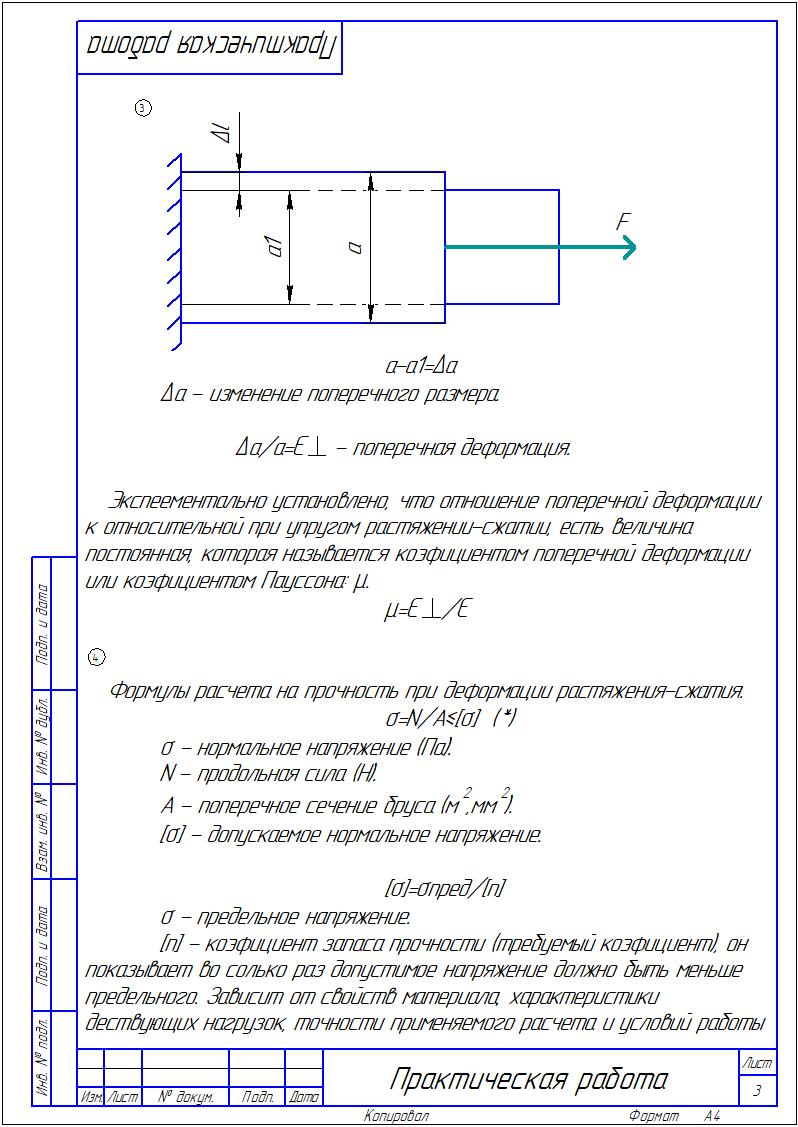 Практическая работа
3
Δl
a1
a
F
a-a1=Δa
Δa - изменение поперечного размера.
Δa/a=Ɛ⊥ - поперечная деформация.
Экспеементально установлено, что отношение поперечной деформации
к относительной при упругом растяжении-сжатии, есть величина
постоянная, которая называется коэфициентом поперечной деформации
или коэфициентом Пауссона: μ.
μ=Ɛ⊥/Ɛ
4
Формулы расчета на прочность при деформации растяжения-сжатия.
σ=N/A≤[σ] (*)
σ - нормальное напряжение (Па).
N - продольная сила (Н).
A - поперечное сечение бруса (м²,мм²).
[σ] - допускаемое нормальное напряжение.
[σ]=σпред/[n]
σ - предельное напряжение.
[n] - коэфициент запаса прочности (требуемый коэфициент), он
показывает во солько раз допустимое напряжение должно быть меньше
предельного. Зависит от свойств материала, характеристики
дествующих нагрузок, точности применяемого расчета и условий работы
Подп. и дата
Инв. № дубл.
Взам. инв. №
Подп. и дата
Инв. № подл.
Изм. Лист № докум. Подп. Дата
Практическая работа
Лист
3
Копировал Формат A4